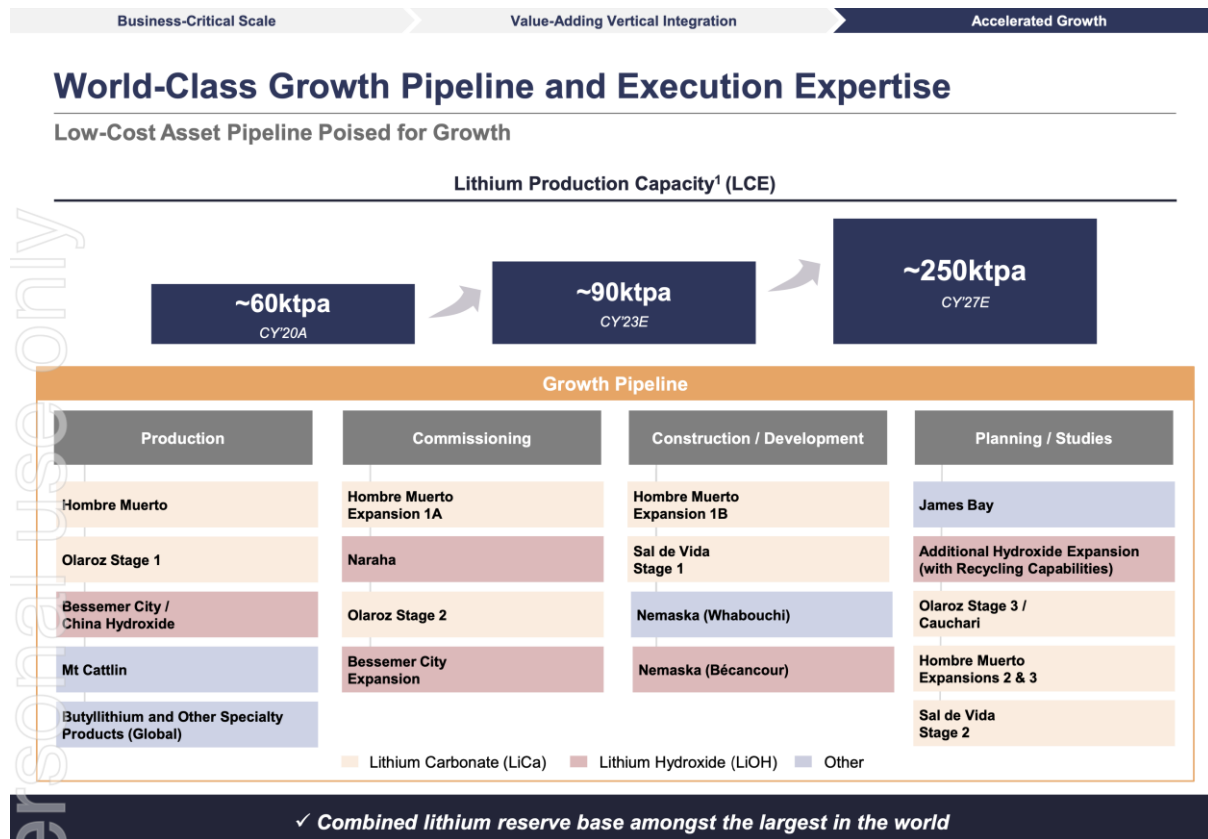 Business-Critical Scale
Value-Adding Vertical Integration
Accelerated Growth
World-Class Growth Pipeline and Execution Expertise
Low-Cost Asset Pipeline Poised for Growth
Lithium Production Capacity¹ (LCE)
~60ktpa
CY'20A
~90ktpa
CY'23E
~250ktpa
CY'27E
Growth Pipeline
Production
Hombre Muerto
Olaroz Stage 1
Bessemer City /
China Hydroxide
Mt Cattlin
Butyllithium and Other Specialty
Products (Global)
Commissioning
Hombre Muerto
Expansion 1A
Naraha
Olaroz Stage 2
Bessemer City
Expansion
Construction / Development
Hombre Muerto
Expansion 1B
Sal de Vida
Stage 1
Nemaska (Whabouchi)
Nemaska (Bécancour)
Planning / Studies
James Bay
Additional Hydroxide Expansion
(with Recycling Capabilities)
Olaroz Stage 3 /
Cauchari
Hombre Muerto
Expansions 2 & 3
Sal de Vida
Stage 2
Lithium Carbonate (LiCa)
Lithium Hydroxide (LiOH)
Other
✓ Combined lithium reserve base amongst the largest in the world
ersonal use only